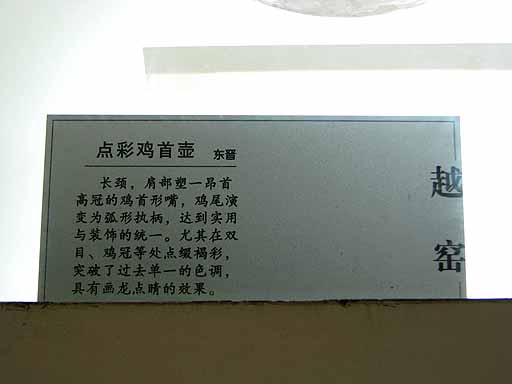 点彩鸡首壶 东晋
长颈，肩部塑一昂首
高冠的鸡首形嘴，鸡尾演
变为弧形执柄，达到实用
与装饰的统一。尤其在双
目、鸡冠等处点缀褐彩，
突破了过去单一的色调，
具有画龙点睛的效果。
越窑